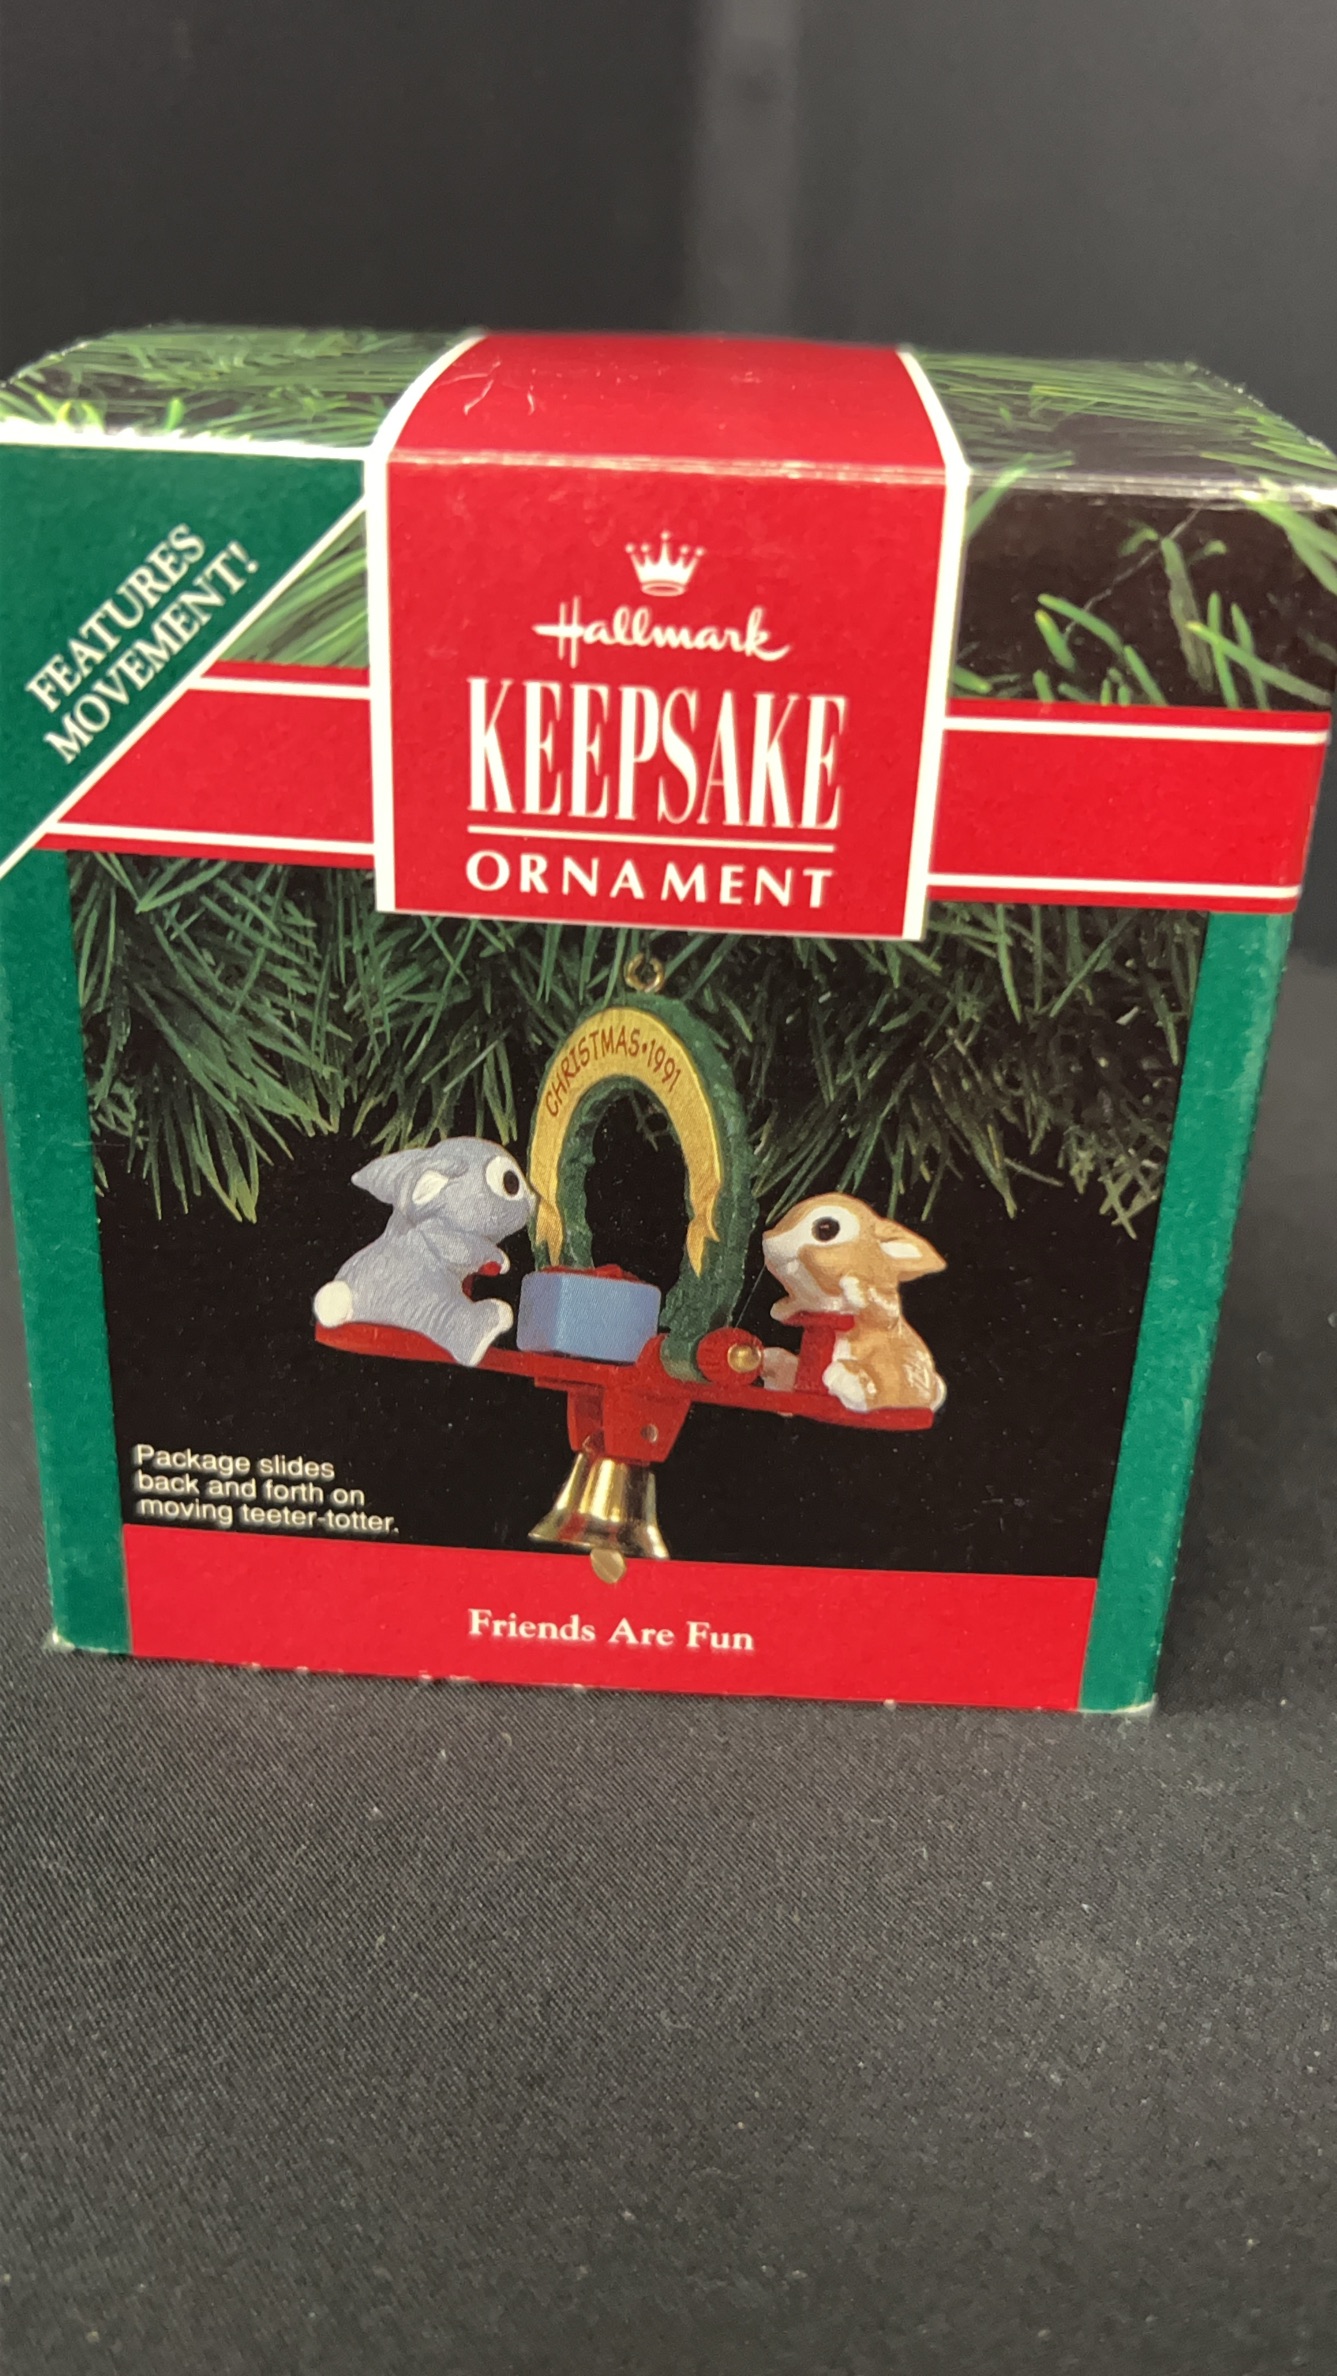 FEATURES
MOVEMENT!
Hallmark
KEEPSAKE
ORNAMENT
CHRISTMAS•1991
Package slides
back and forth on
moving teeter-totter.
Friends Are Fun